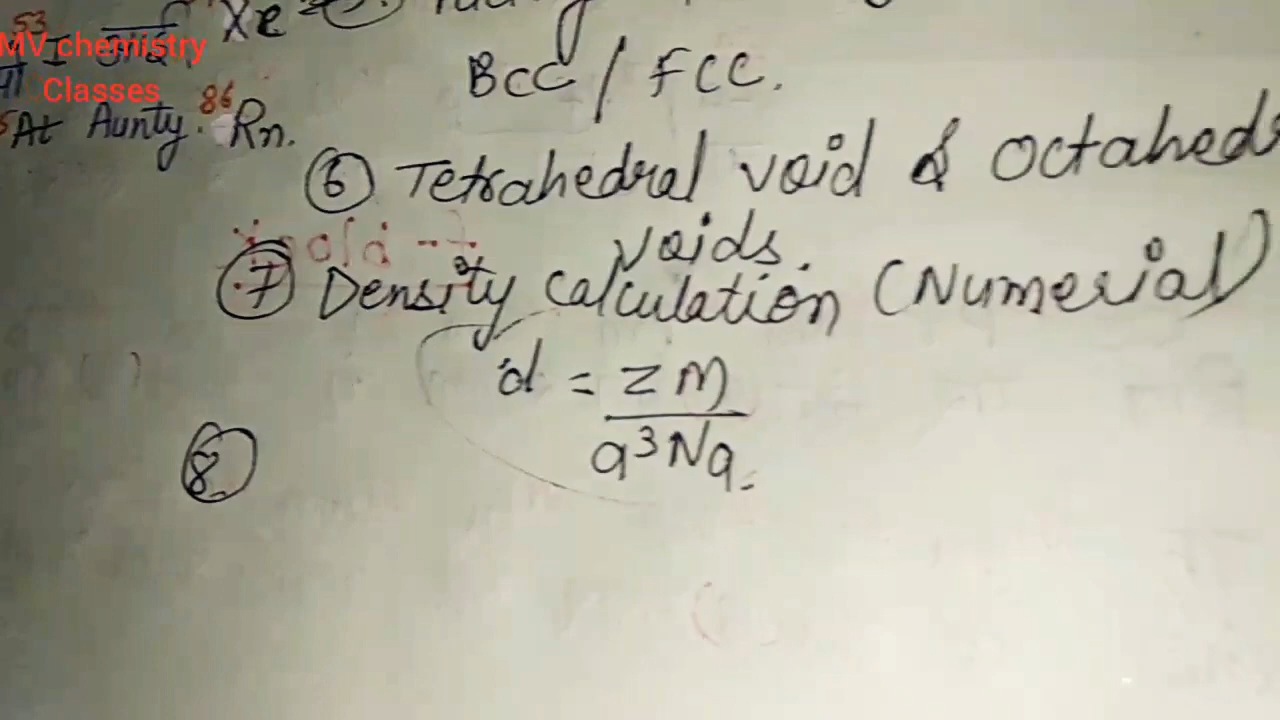 53 I Xe
MV chemistry
Classes
BCC / FCC.
At Aunty. 86 Rn.
⑥ Tetrahedral void & Octahed
voids.
⑦ Density calculation (Numerial)
d = ZM
a³Na.
⑧